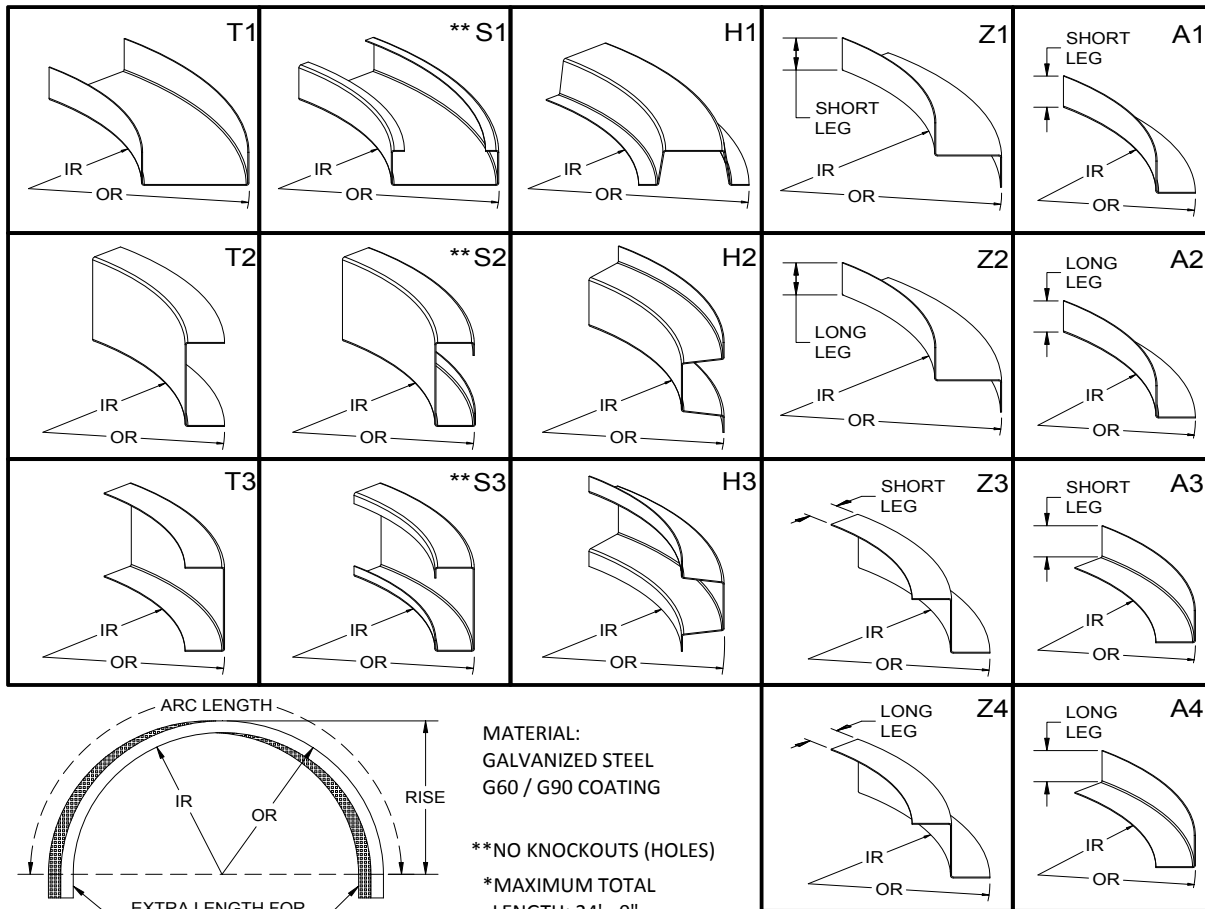 T1
IR
OR
**S1
IR
OR
H1
IR
OR
Z1
SHORT
LEG
IR
OR
A1
SHORT
LEG
IR
OR
T2
IR
OR
**S2
IR
OR
H2
IR
OR
Z2
LONG
LEG
IR
OR
A2
LONG
LEG
IR
OR
T3
IR
OR
**S3
IR
OR
H3
IR
OR
Z3
SHORT
LEG
IR
OR
A3
SHORT
LEG
IR
OR
ARC LENGTH
IR
OR
RISE
EXTRA LENGTH FOR
MATERIAL:
GALVANIZED STEEL
G60 / G90 COATING
**NO KNOCKOUTS (HOLES)
*MAXIMUM TOTAL
Z4
LONG
LEG
IR
OR
A4
LONG
LEG
IR
OR